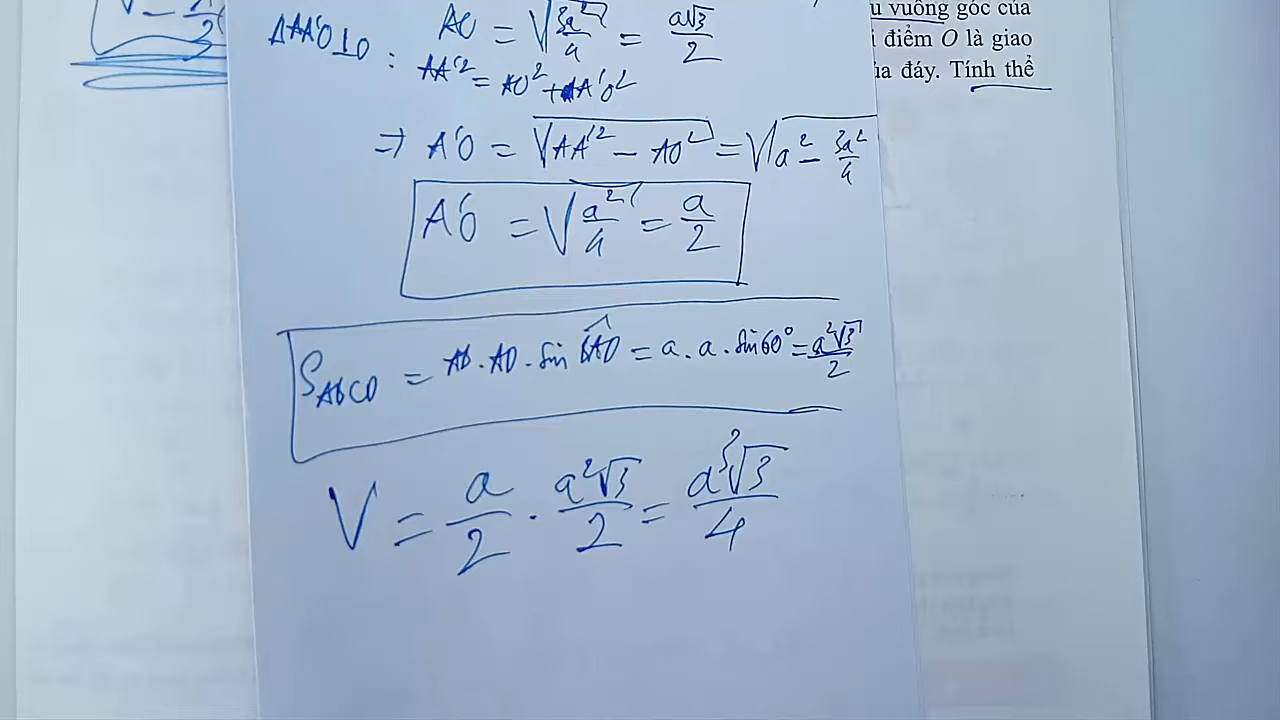 u vuông góc của
i điểm O là giao
ủa đáy. Tính thể
ΔAA'O⊥O : AO = √(3a²/4) = a√3/2
AA'² = AO² + A'O²
⇒ A'O = √(AA'² − AO²) = √(a² − 3a²/4)
A'O = √(a²/4) = a/2
S_ABCD = AB.AD.sin BAD = a.a.sin60° = a²√3/2
V = a/2 . a²√3/2 = a³√3/4